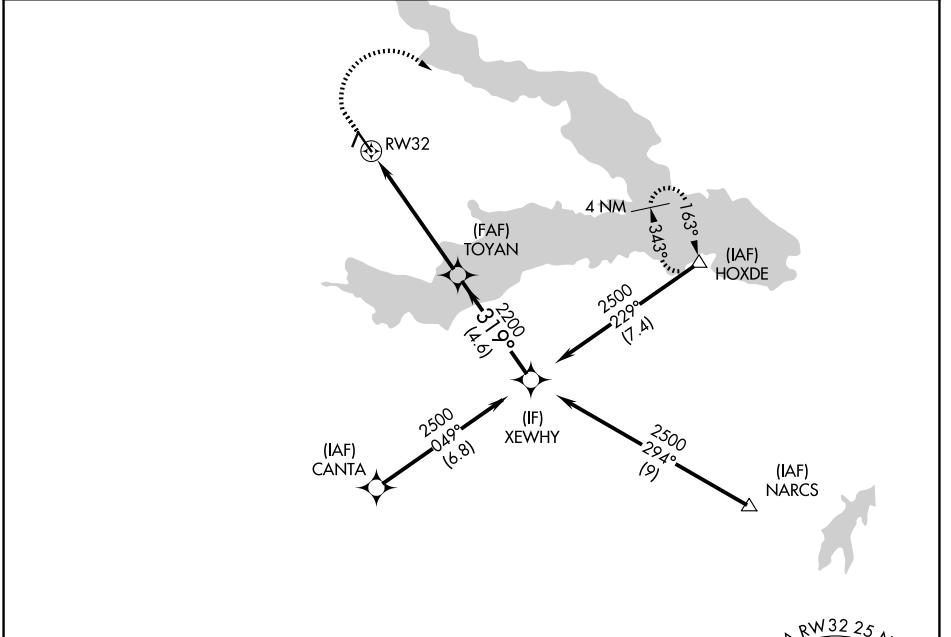 RW32
4 NM
163°
343°
(FAF)
TOYAN
(IAF)
HOXDE
2500
229°
(7.4)
2200
319°
(4.6)
(IF)
XEWHY
2500
049°
(6.8)
(IAF)
CANTA
2500
294°
(9)
(IAF)
NARCS
RW32 25 N